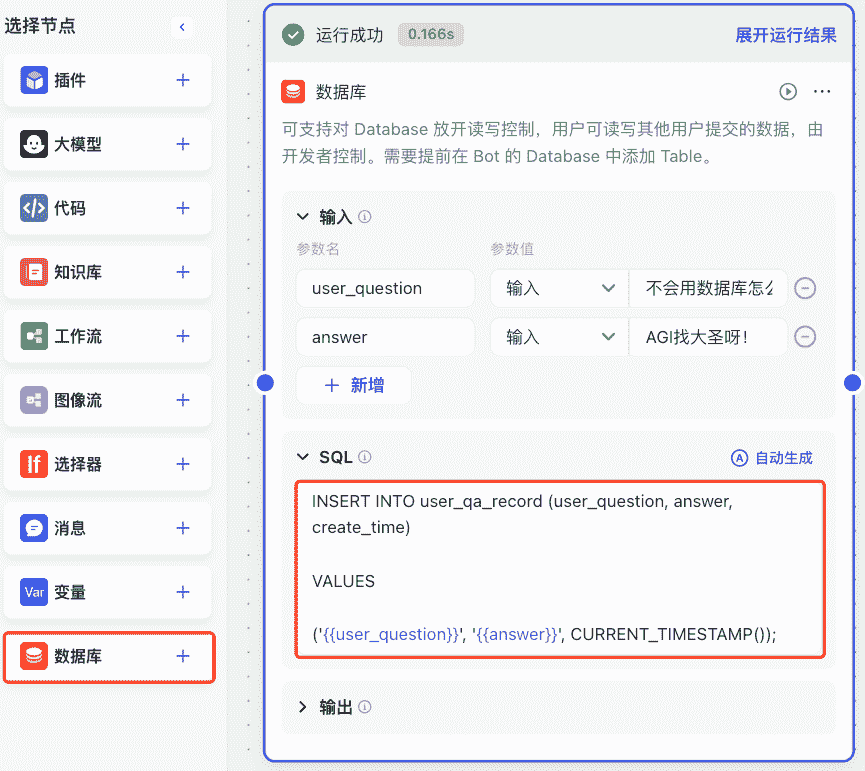 选择节点
插件
大模型
代码
知识库
工作流
图像流
If 选择器
消息
Var 变量
数据库
运行成功 0.166s 展开运行结果
数据库
可支持对 Database 放开读写控制，用户可读写其他用户提交的数据，由
开发者控制。需要提前在 Bot 的 Database 中添加 Table。
输入
参数名 参数值
user_question 输入 不会用数据库怎
answer 输入 AGI找大圣呀！
+ 新增
SQL 自动生成
INSERT INTO user_qa_record (user_question, answer,
create_time)
VALUES
('{{user_question}}', '{{answer}}', CURRENT_TIMESTAMP());
输出